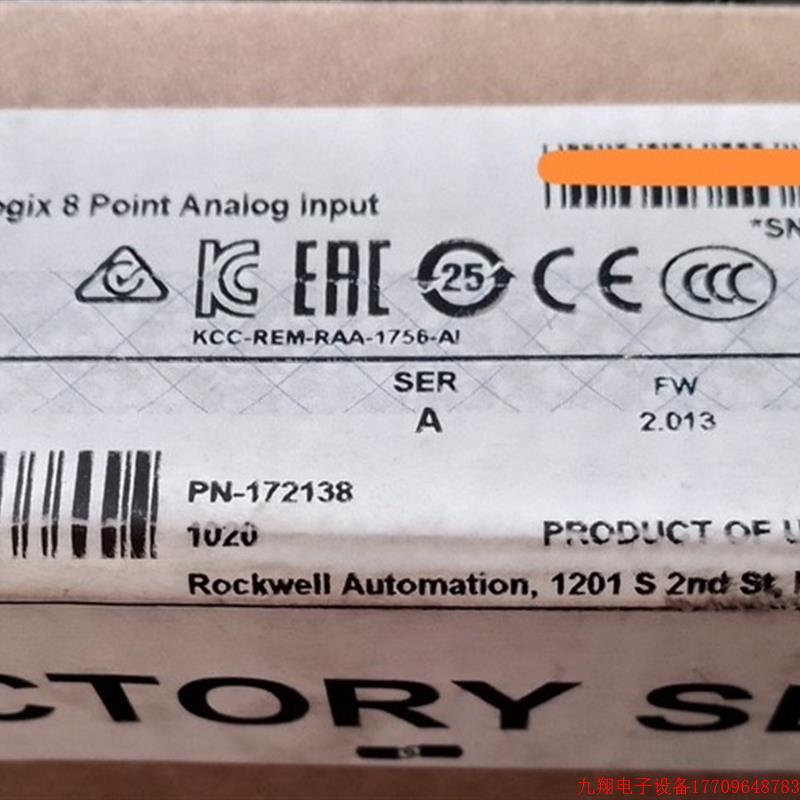 ogix 8 Point Analog Input
*SN
KC EAC 25 CE CCC
KCC-REM-RAA-1756-AI
SER FW
A 2.013
PN-172138
1020 PRODUCT OF U
Rockwell Automation, 1201 S 2nd St,
CTORY SE
九翔电子设备17709648783